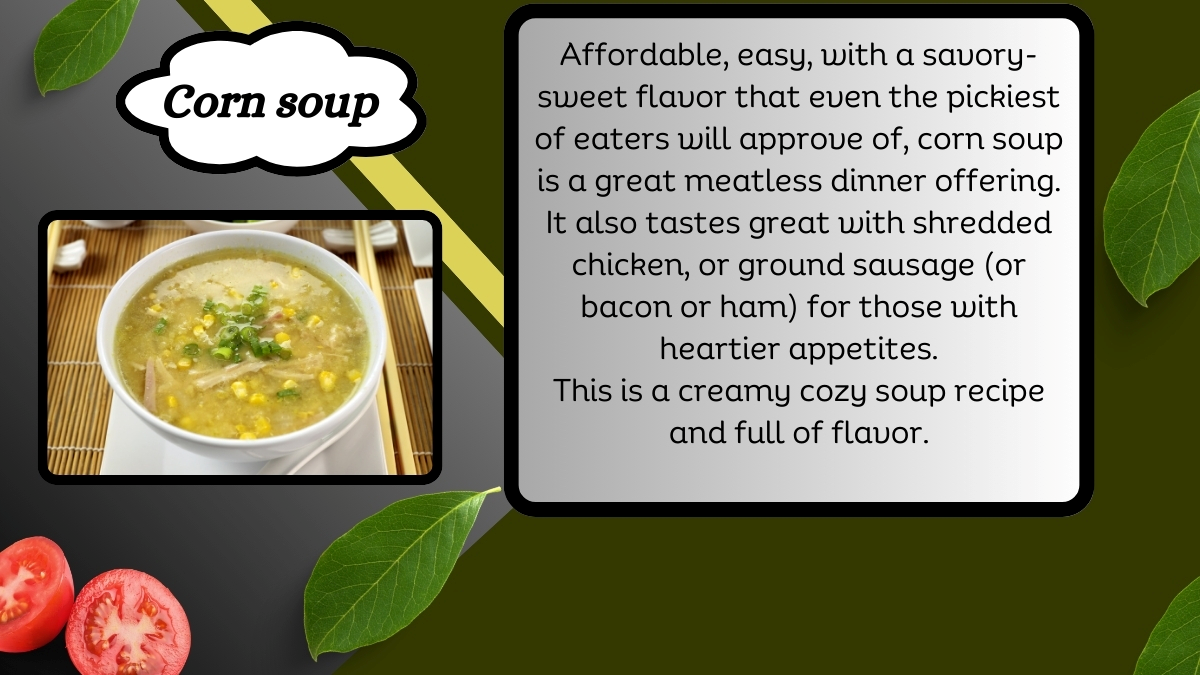 Corn soup
Affordable, easy, with a savory-
sweet flavor that even the pickiest
of eaters will approve of, corn soup
is a great meatless dinner offering.
It also tastes great with shredded
chicken, or ground sausage (or
bacon or ham) for those with
heartier appetites.
This is a creamy cozy soup recipe
and full of flavor.